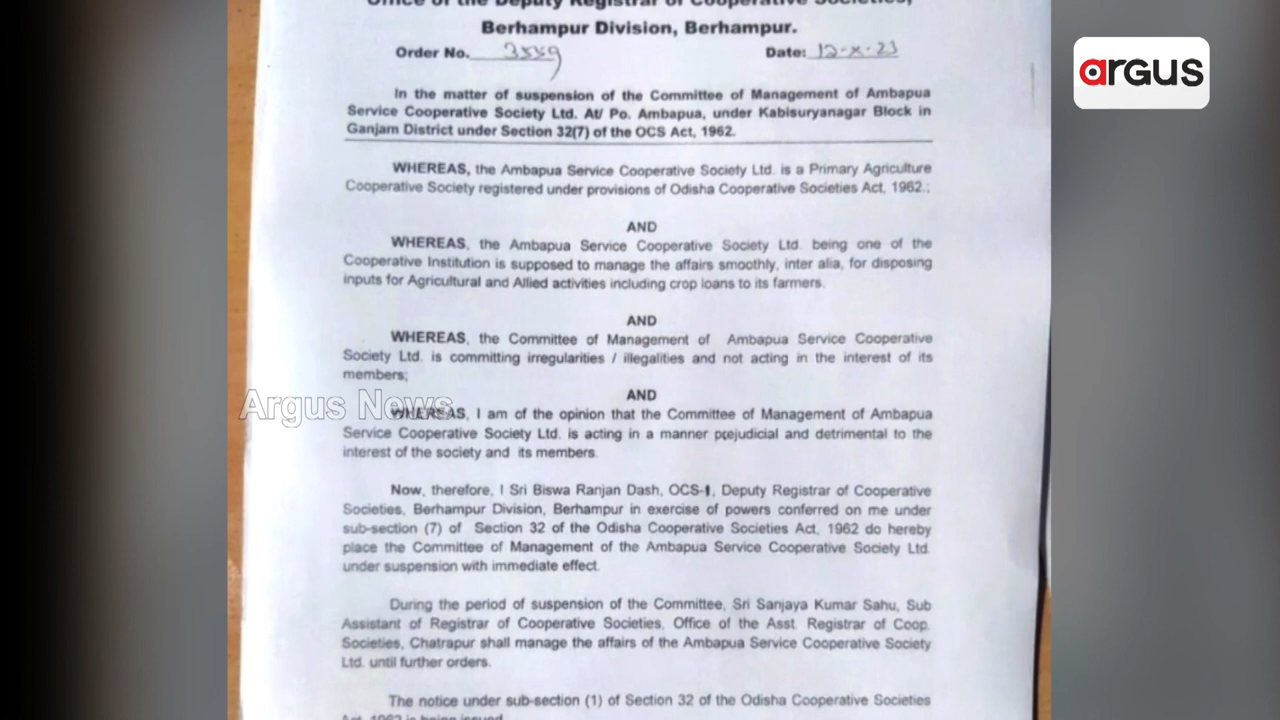 Office of the Deputy Registrar of Cooperative Societies,
Berhampur Division, Berhampur.
Order No. 3559 Date: 12-X-23
argus
In the matter of suspension of the Committee of Management of Ambapua
Service Cooperative Society Ltd. At/ Po. Ambapua, under Kabisuryanagar Block in
Ganjam District under Section 32(7) of the OCS Act, 1962.
WHEREAS, the Ambapua Service Cooperative Society Ltd. is a Primary Agriculture
Cooperative Society registered under provisions of Odisha Cooperative Societies Act, 1962.;
AND
WHEREAS, the Ambapua Service Cooperative Society Ltd. being one of the
Cooperative Institution is supposed to manage the affairs smoothly, inter alia, for disposing
inputs for Agricultural and Allied activities including crop loans to its farmers.
AND
WHEREAS, the Committee of Management of Ambapua Service Cooperative
Society Ltd. is committing irregularities / illegalities and not acting in the interest of its
members;
AND
Argus News
WHEREAS, I am of the opinion that the Committee of Management of Ambapua
Service Cooperative Society Ltd. is acting in a manner prejudicial and detrimental to the
interest of the society and its members.
Now, therefore, I Sri Biswa Ranjan Dash, OCS-I, Deputy Registrar of Cooperative
Societies, Berhampur Division, Berhampur in exercise of powers conferred on me under
sub-section (7) of Section 32 of the Odisha Cooperative Societies Act, 1962 do hereby
place the Committee of Management of the Ambapua Service Cooperative Society Ltd.
under suspension with immediate effect.
During the period of suspension of the Committee, Sri Sanjaya Kumar Sahu, Sub
Assistant of Registrar of Cooperative Societies, Office of the Asst. Registrar of Coop.
Societies, Chatrapur shall manage the affairs of the Ambapua Service Cooperative Society
Ltd. until further orders.
The notice under sub-section (1) of Section 32 of the Odisha Cooperative Societies
Act, 1962 is being issued